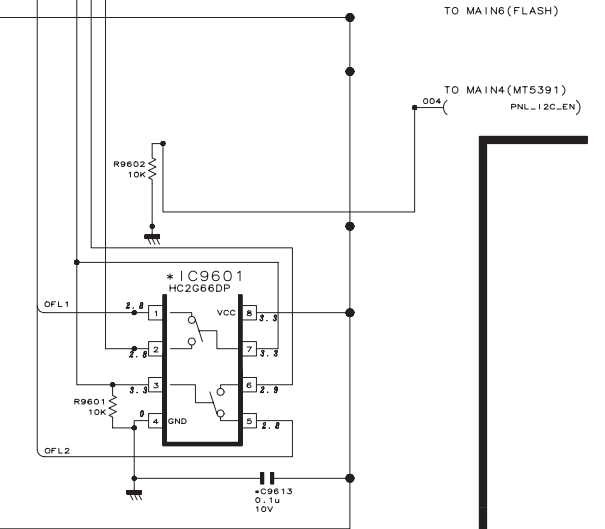 TO MAIN6(FLASH)
TO MAIN4(MT5391)
004
PNL_I2C_EN)
R9602
10K
*IC9601
HC2G66DP
OFL1
2.8
1
VCC
8
3.3
2
2.8
7
3.3
3
3.3
6
2.9
R9601
10K
0
4
GND
5
2.8
OFL2
*C9613
0.1u
10V